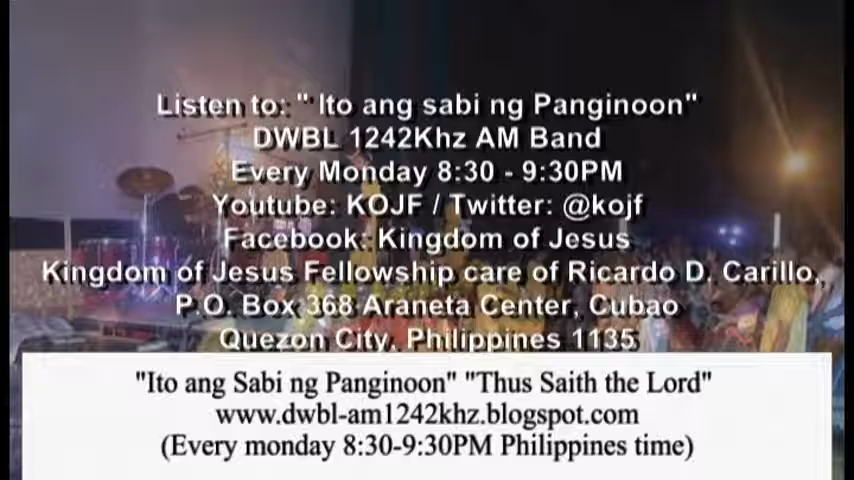 Listen to: " Ito ang sabi ng Panginoon"
DWBL 1242Khz AM Band
Every Monday 8:30 - 9:30PM
Youtube: KOJF / Twitter: @kojf
Facebook: Kingdom of Jesus
Kingdom of Jesus Fellowship care of Ricardo D. Carillo,
P.O. Box 368 Araneta Center, Cubao
Quezon City, Philippines 1135
"Ito ang Sabi ng Panginoon" "Thus Saith the Lord"
www.dwbl-am1242khz.blogspot.com
(Every monday 8:30-9:30PM Philippines time)